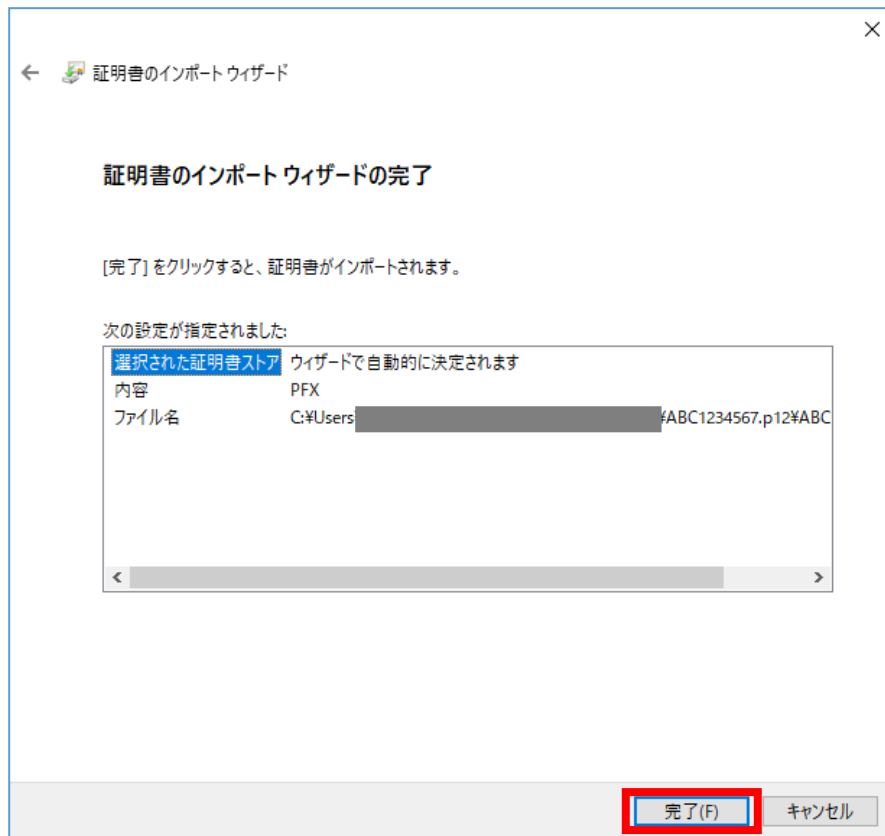 証明書のインポート ウィザード
証明書のインポート ウィザードの完了
[完了] をクリックすると、証明書がインポートされます。
次の設定が指定されました:
選択された証明書ストア ウィザードで自動的に決定されます
内容 PFX
ファイル名 C:¥Users ¥ABC1234567.p12¥ABC
完了(F) キャンセル